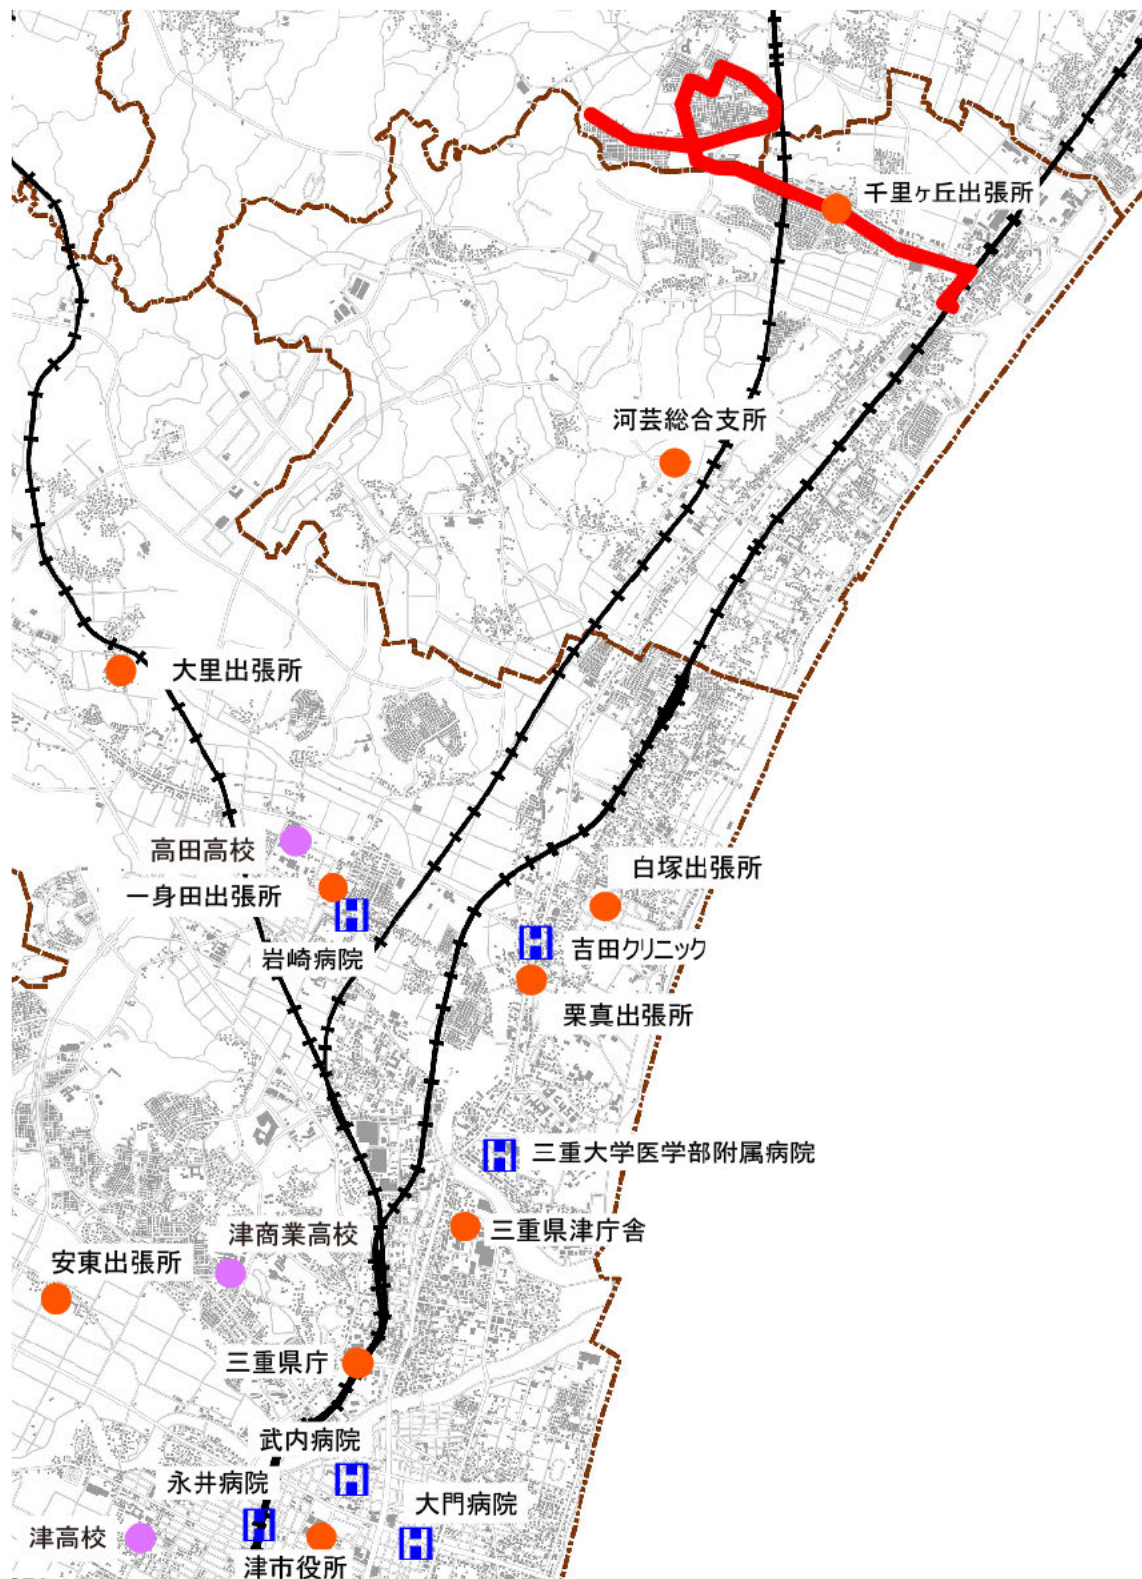 千里ヶ丘出張所
河芸総合支所
大里出張所
高田高校
一身田出張所
白塚出張所
岩崎病院
吉田クリニック
栗真出張所
三重大学医学部附属病院
津商業高校
三重県津庁舎
安東出張所
三重県庁
武内病院
永井病院
大門病院
津高校
津市役所